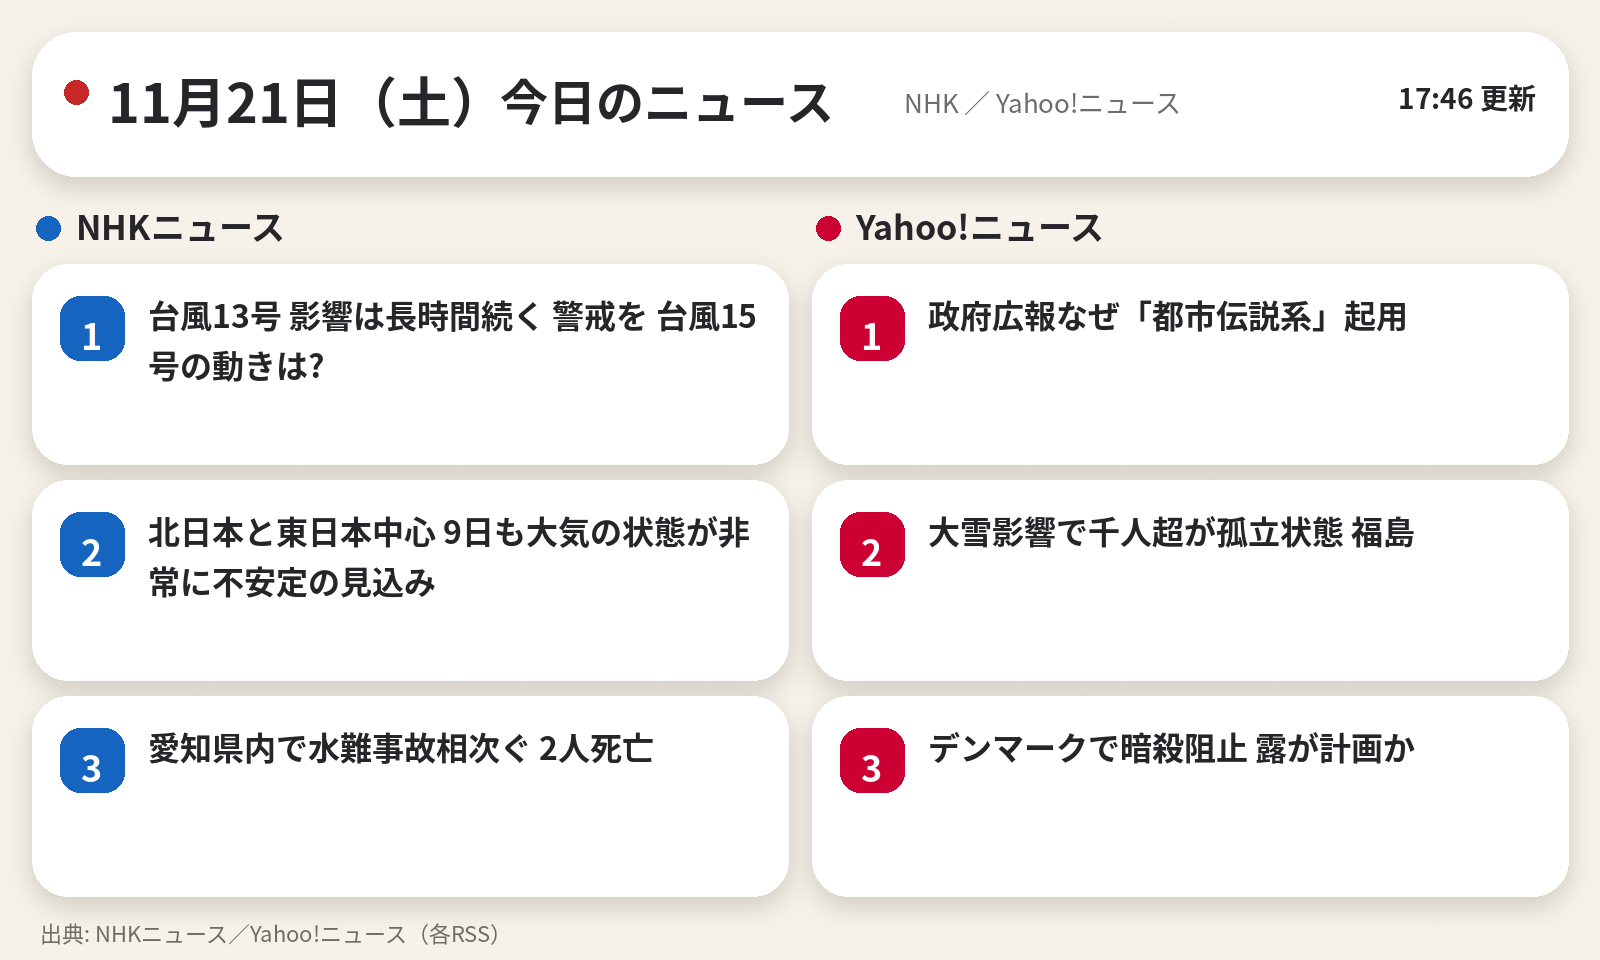 11月21日（土）今日のニュース
NHK ／ Yahoo!ニュース
17:46 更新
NHKニュース
1
台風13号 影響は長時間続く 警戒を 台風15
号の動きは?
2
北日本と東日本中心 9日も大気の状態が非
常に不安定の見込み
3
愛知県内で水難事故相次ぐ 2人死亡
Yahoo!ニュース
1
政府広報なぜ「都市伝説系」起用
2
大雪影響で千人超が孤立状態 福島
3
デンマークで暗殺阻止 露が計画か
出典: NHKニュース／Yahoo!ニュース（各RSS）